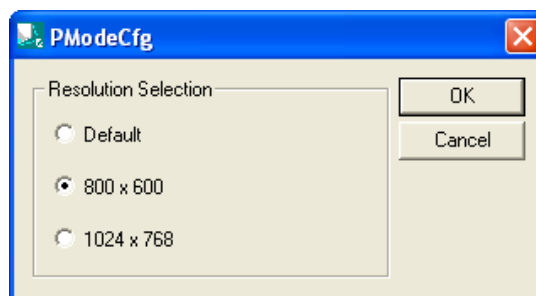 PModeCfg
Resolution Selection
OK
Default
Cancel
800 x 600
1024 x 768